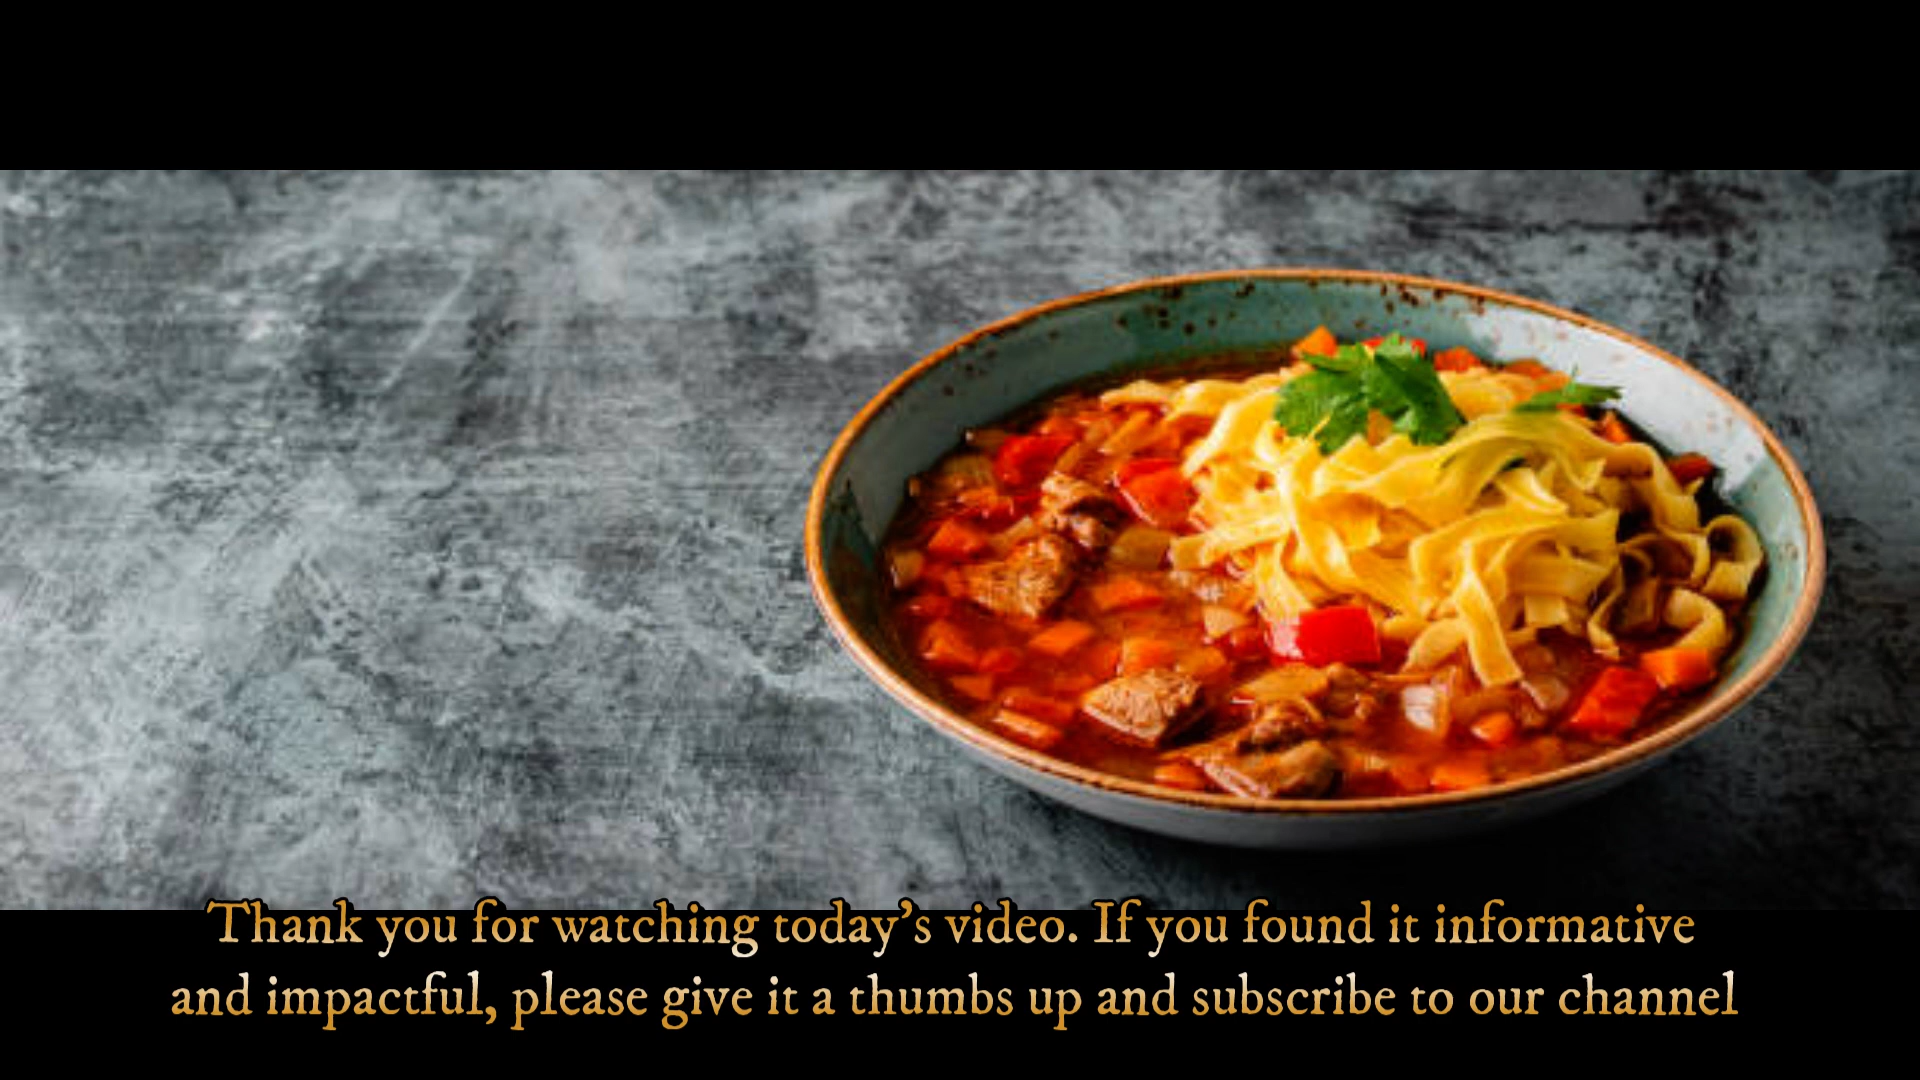 Thank you for watching today's video. If you found it informative
and impactful, please give it a thumbs up and subscribe to our channel